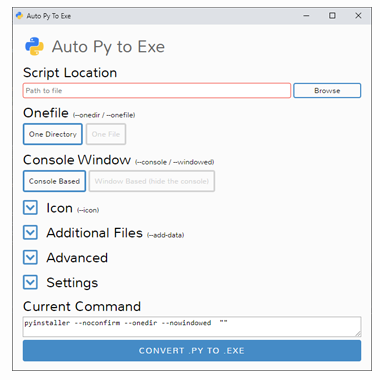 Auto Py To Exe
Auto Py to Exe
Script Location
Path to file
Browse
Onefile (--onedir / --onefile)
One Directory
One File
Console Window (--console / --windowed)
Console Based
Window Based (hide the console)
Icon (--icon)
Additional Files (--add-data)
Advanced
Settings
Current Command
pyinstaller --noconfirm --onedir --nowindowed ""
CONVERT .PY TO .EXE